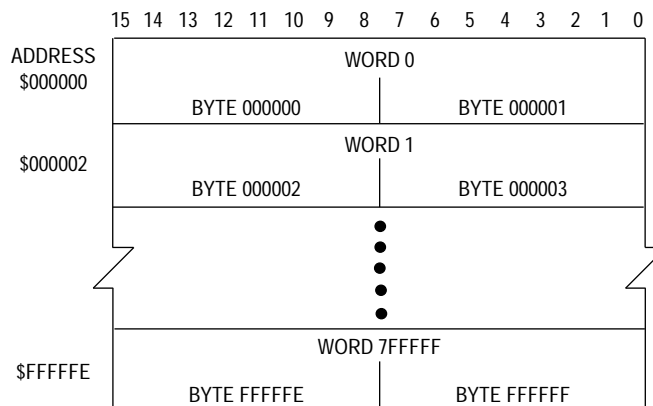 15 14 13 12 11 10 9 8 7 6 5 4 3 2 1 0
ADDRESS
$000000
WORD 0
BYTE 000000 BYTE 000001
$000002
WORD 1
BYTE 000002 BYTE 000003
WORD 7FFFFF
$FFFFFE
BYTE FFFFFE BYTE FFFFFF